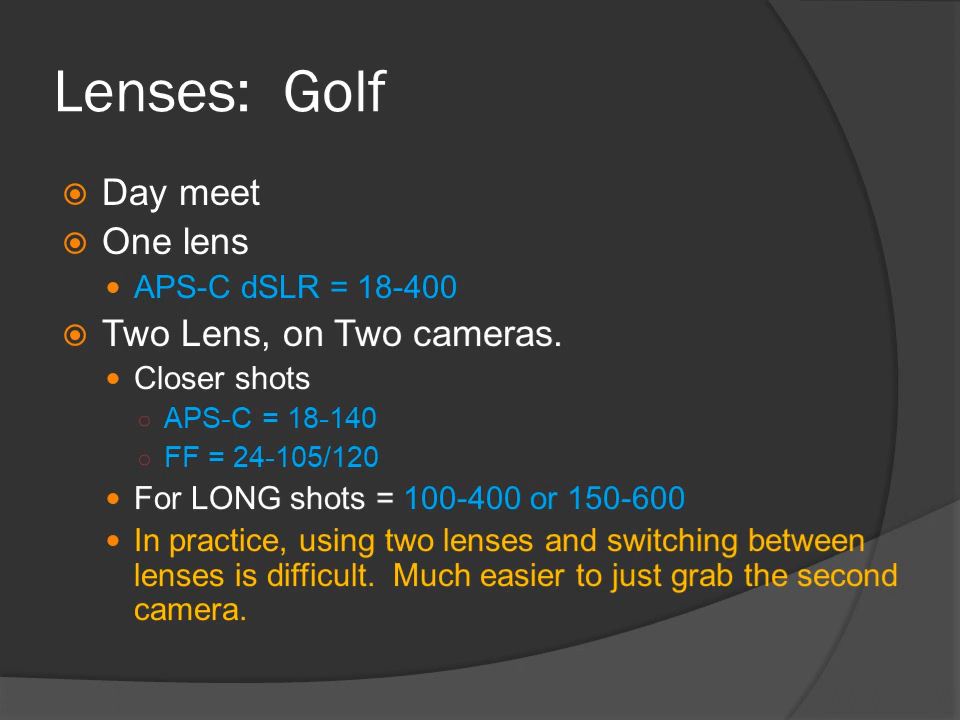 Lenses:  Golf
Day meet
One lens
APS-C dSLR = 18-400
Two Lens, on Two cameras.
Closer shots
APS-C = 18-140
FF = 24-105/120
For LONG shots = 100-400 or 150-600
In practice, using two lenses and switching between
lenses is difficult.  Much easier to just grab the second
camera.